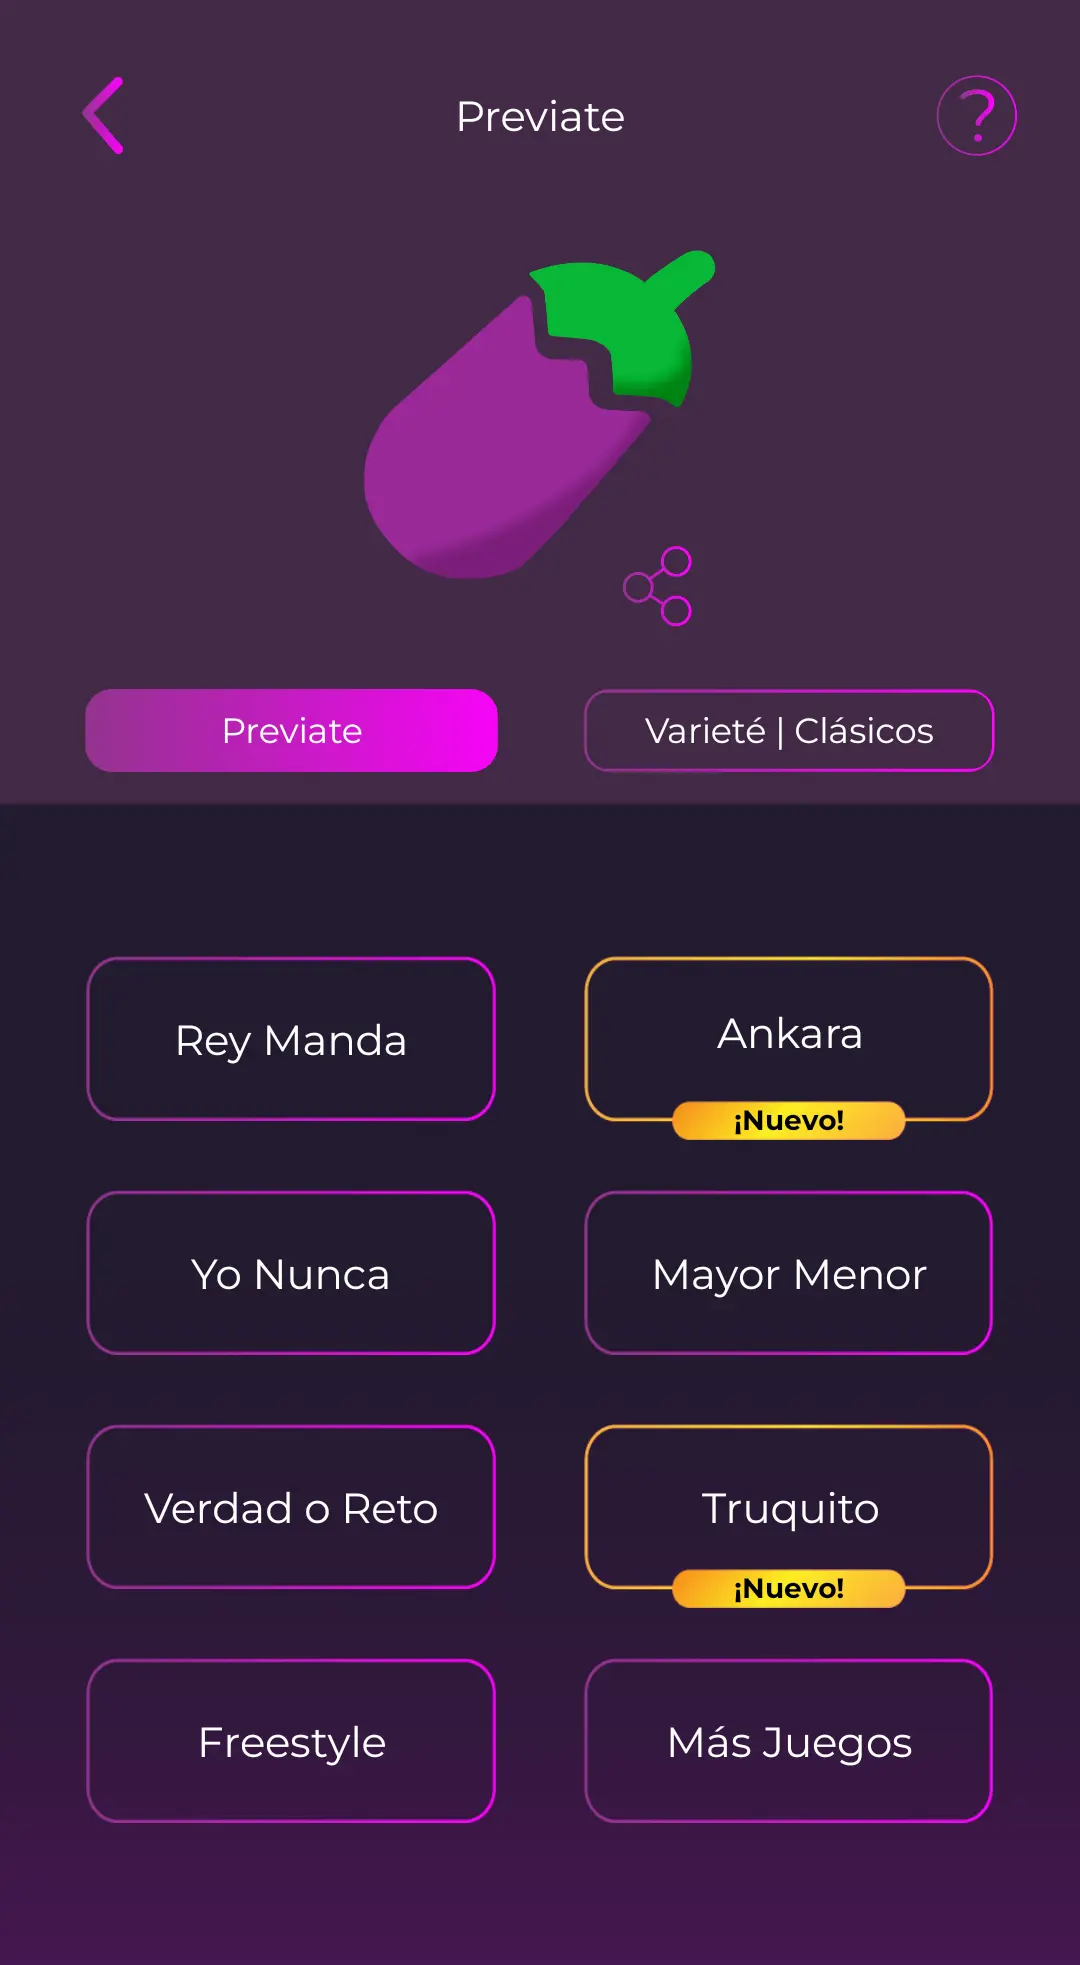 Previate
?
Previate
Varieté | Clásicos
Rey Manda
Ankara
¡Nuevo!
Yo Nunca
Mayor Menor
Verdad o Reto
Truquito
¡Nuevo!
Freestyle
Más Juegos